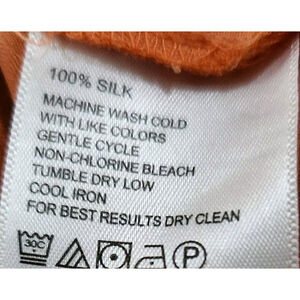 100% SILK
MACHINE WASH COLD
WITH LIKE COLORS
GENTLE CYCLE
NON-CHLORINE BLEACH
TUMBLE DRY LOW
COOL IRON
FOR BEST RESULTS DRY CLEAN
30C P